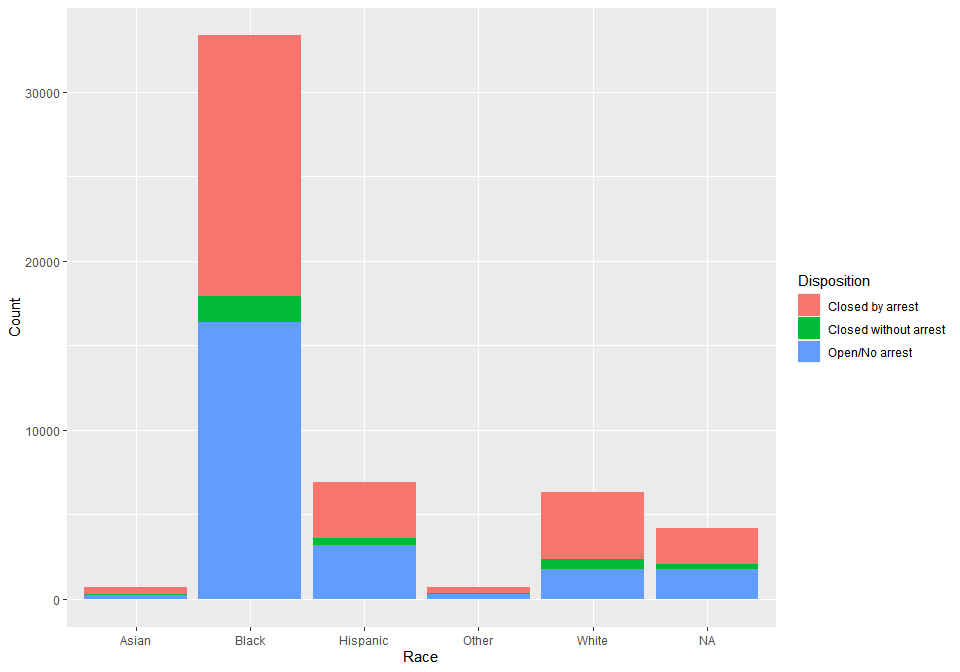 30000
20000
10000
0
Count
Asian
Black
Hispanic
Other
White
NA
Race
Disposition
Closed by arrest
Closed without arrest
Open/No arrest